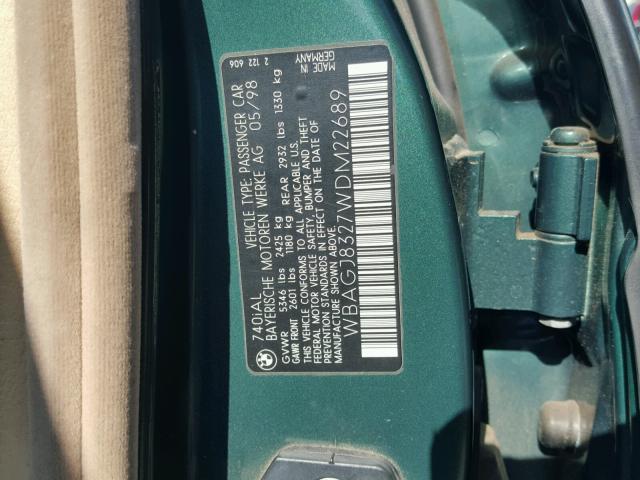 740iAL VEHICLE TYPE: PASSENGER CAR 2 122 606
BAYERISCHE MOTOREN WERKE AG 05/98
GVWR 5346 lbs 2425 kg REAR 2932 lbs 1330 kg MADE IN GERMANY
GAWR FRONT 2601 lbs 1180 kg
THIS VEHICLE CONFORMS TO ALL APPLICABLE U.S.
FEDERAL MOTOR VEHICLE SAFETY, BUMPER AND THEFT
PREVENTION STANDARDS IN EFFECT ON THE DATE OF
MANUFACTURE SHOWN ABOVE.
WBAGJ8327WDM22689